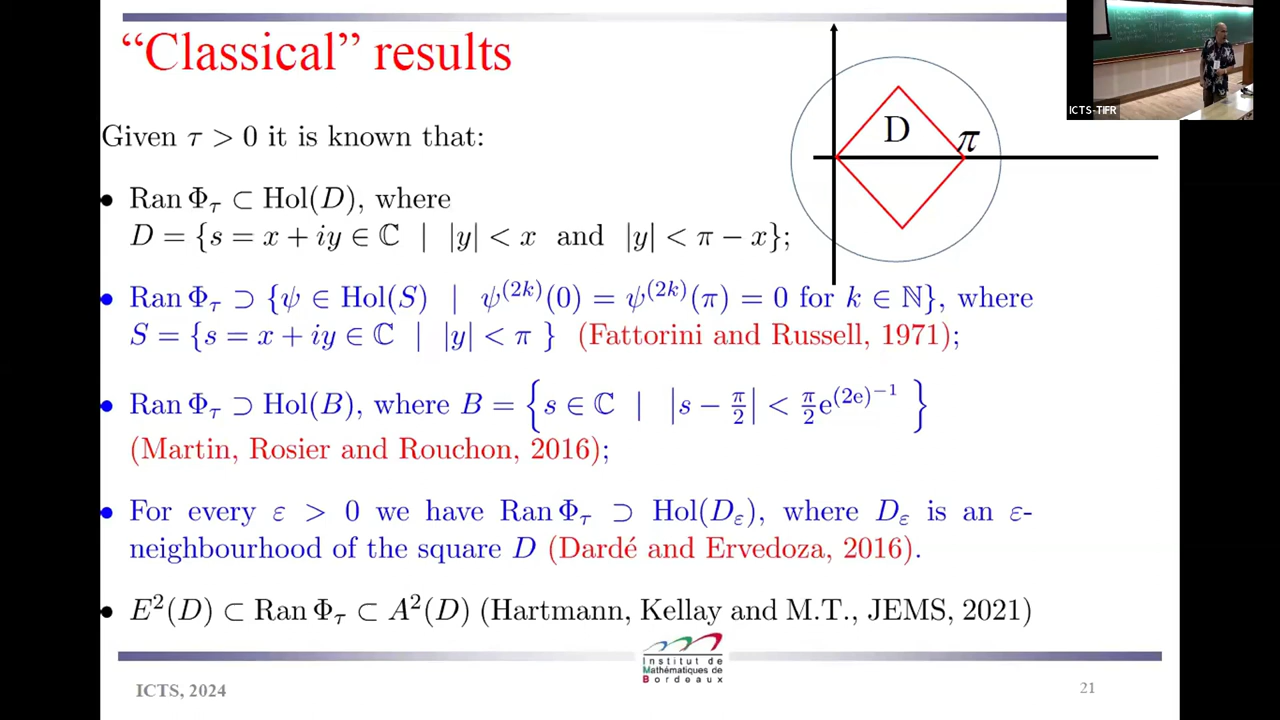 “Classical” results
ICTS-TIFR
D
π
Given τ > 0 it is known that:
• Ran Φ_τ ⊂ Hol(D), where
D = {s = x + iy ∈ ℂ | |y| < x and |y| < π − x};
• Ran Φ_τ ⊃ {ψ ∈ Hol(S) | ψ^(2k)(0) = ψ^(2k)(π) = 0 for k ∈ ℕ}, where
S = {s = x + iy ∈ ℂ | |y| < π } (Fattorini and Russell, 1971);
• Ran Φ_τ ⊃ Hol(B), where B = { s ∈ ℂ | |s − π/2| < π/2 e^{(2e)^{−1}} }
(Martin, Rosier and Rouchon, 2016);
• For every ε > 0 we have Ran Φ_τ ⊃ Hol(D_ε), where D_ε is an ε-
neighbourhood of the square D (Dardé and Ervedoza, 2016).
• E²(D) ⊂ Ran Φ_τ ⊂ A²(D) (Hartmann, Kellay and M.T., JEMS, 2021)
Institut de
Mathématiques de
Bordeaux
ICTS, 2024
21